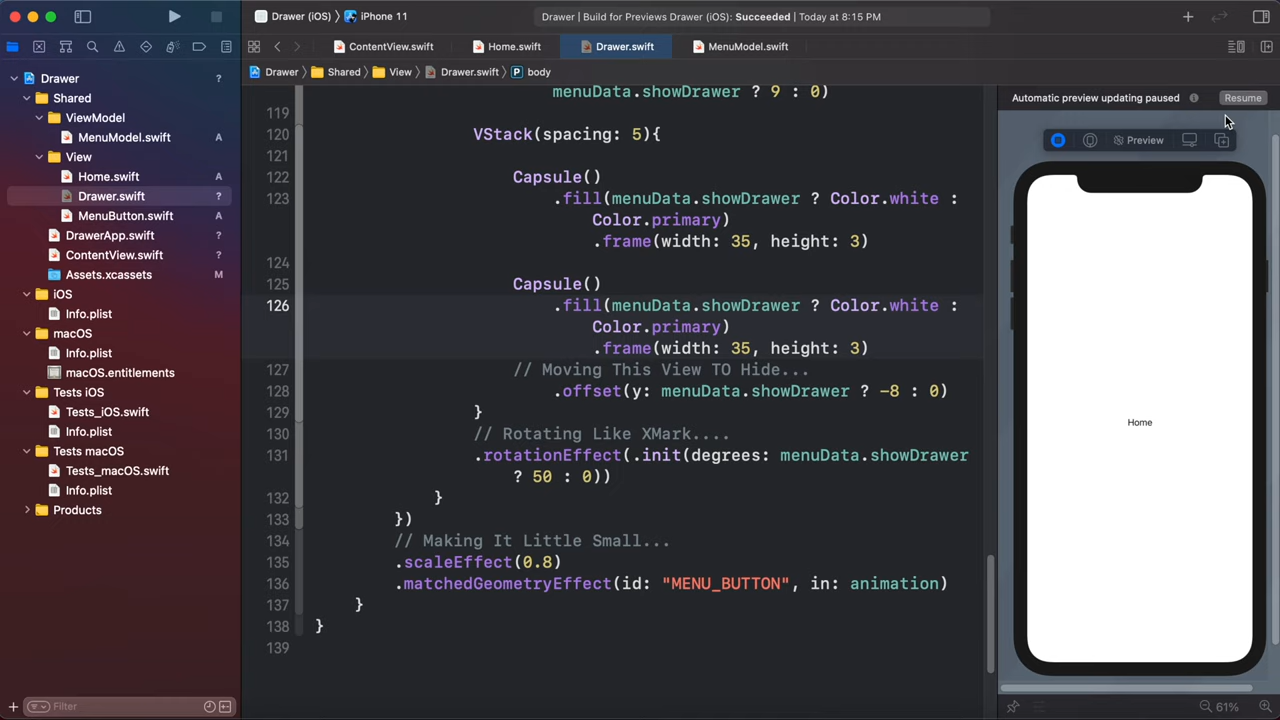 Drawer (iOS) 〉 iPhone 11
Drawer | Build for Previews Drawer (iOS): Succeeded | Today at 8:15 PM
ContentView.swift
Home.swift
Drawer.swift
MenuModel.swift
Drawer 〉 Shared 〉 View 〉 Drawer.swift 〉 P body
Drawer ?
Shared
ViewModel
MenuModel.swift A
View
Home.swift A
Drawer.swift ?
MenuButton.swift A
DrawerApp.swift ?
ContentView.swift ?
Assets.xcassets M
iOS
Info.plist
macOS
Info.plist
macOS.entitlements
Tests iOS
Tests_iOS.swift
Info.plist
Tests macOS
Tests_macOS.swift
Info.plist
Products
Filter
menuData.showDrawer ? 9 : 0)
119
120 VStack(spacing: 5){
121
122 Capsule()
123 .fill(menuData.showDrawer ? Color.white :
Color.primary)
.frame(width: 35, height: 3)
124
125 Capsule()
126 .fill(menuData.showDrawer ? Color.white :
Color.primary)
.frame(width: 35, height: 3)
127 // Moving This View TO Hide...
128 .offset(y: menuData.showDrawer ? -8 : 0)
129 }
130 // Rotating Like XMark....
131 .rotationEffect(.init(degrees: menuData.showDrawer
? 50 : 0))
132 }
133 })
134 // Making It Little Small...
135 .scaleEffect(0.8)
136 .matchedGeometryEffect(id: "MENU_BUTTON", in: animation)
137 }
138 }
139
Automatic preview updating paused
Resume
Preview
Home
61%